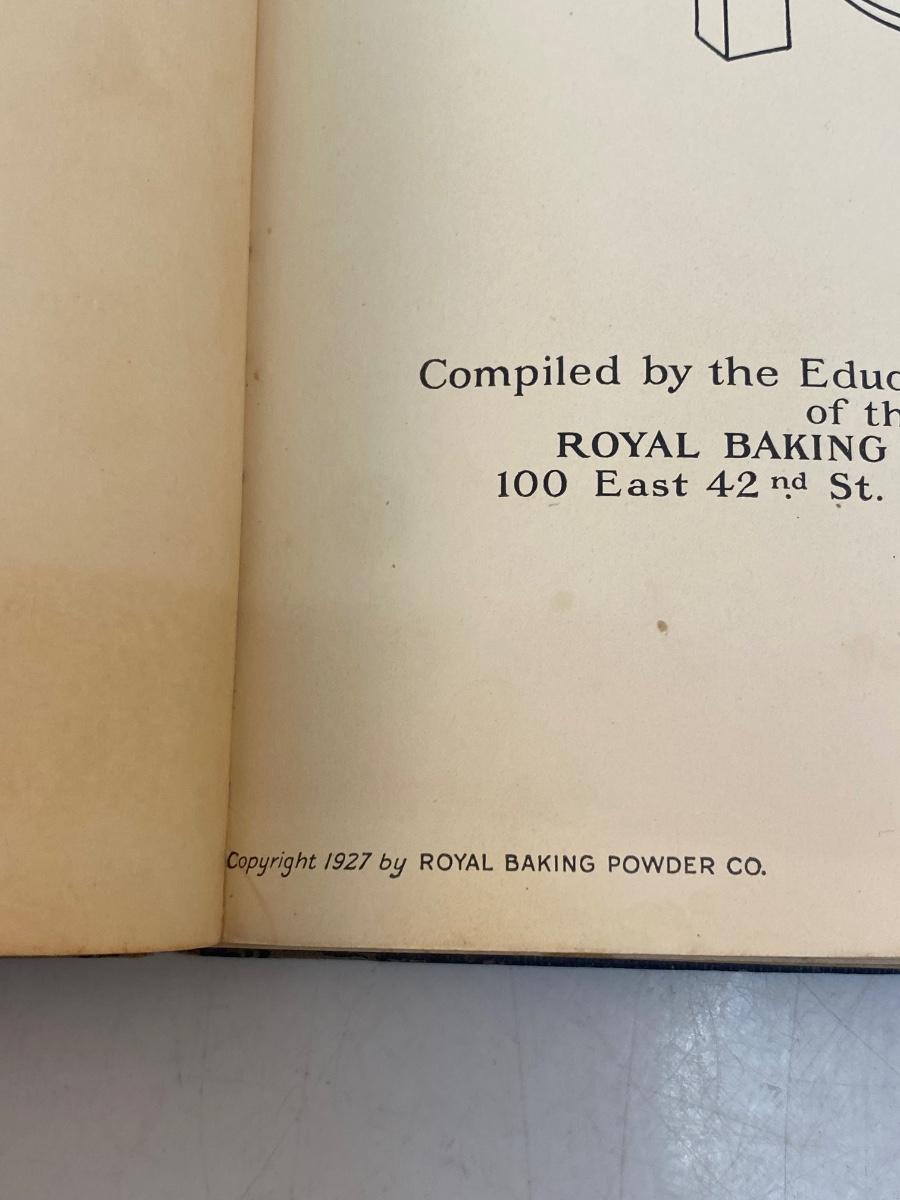 Compiled by the Educ
of th
ROYAL BAKING
100 East 42nd St.
Copyright 1927 by ROYAL BAKING POWDER CO.